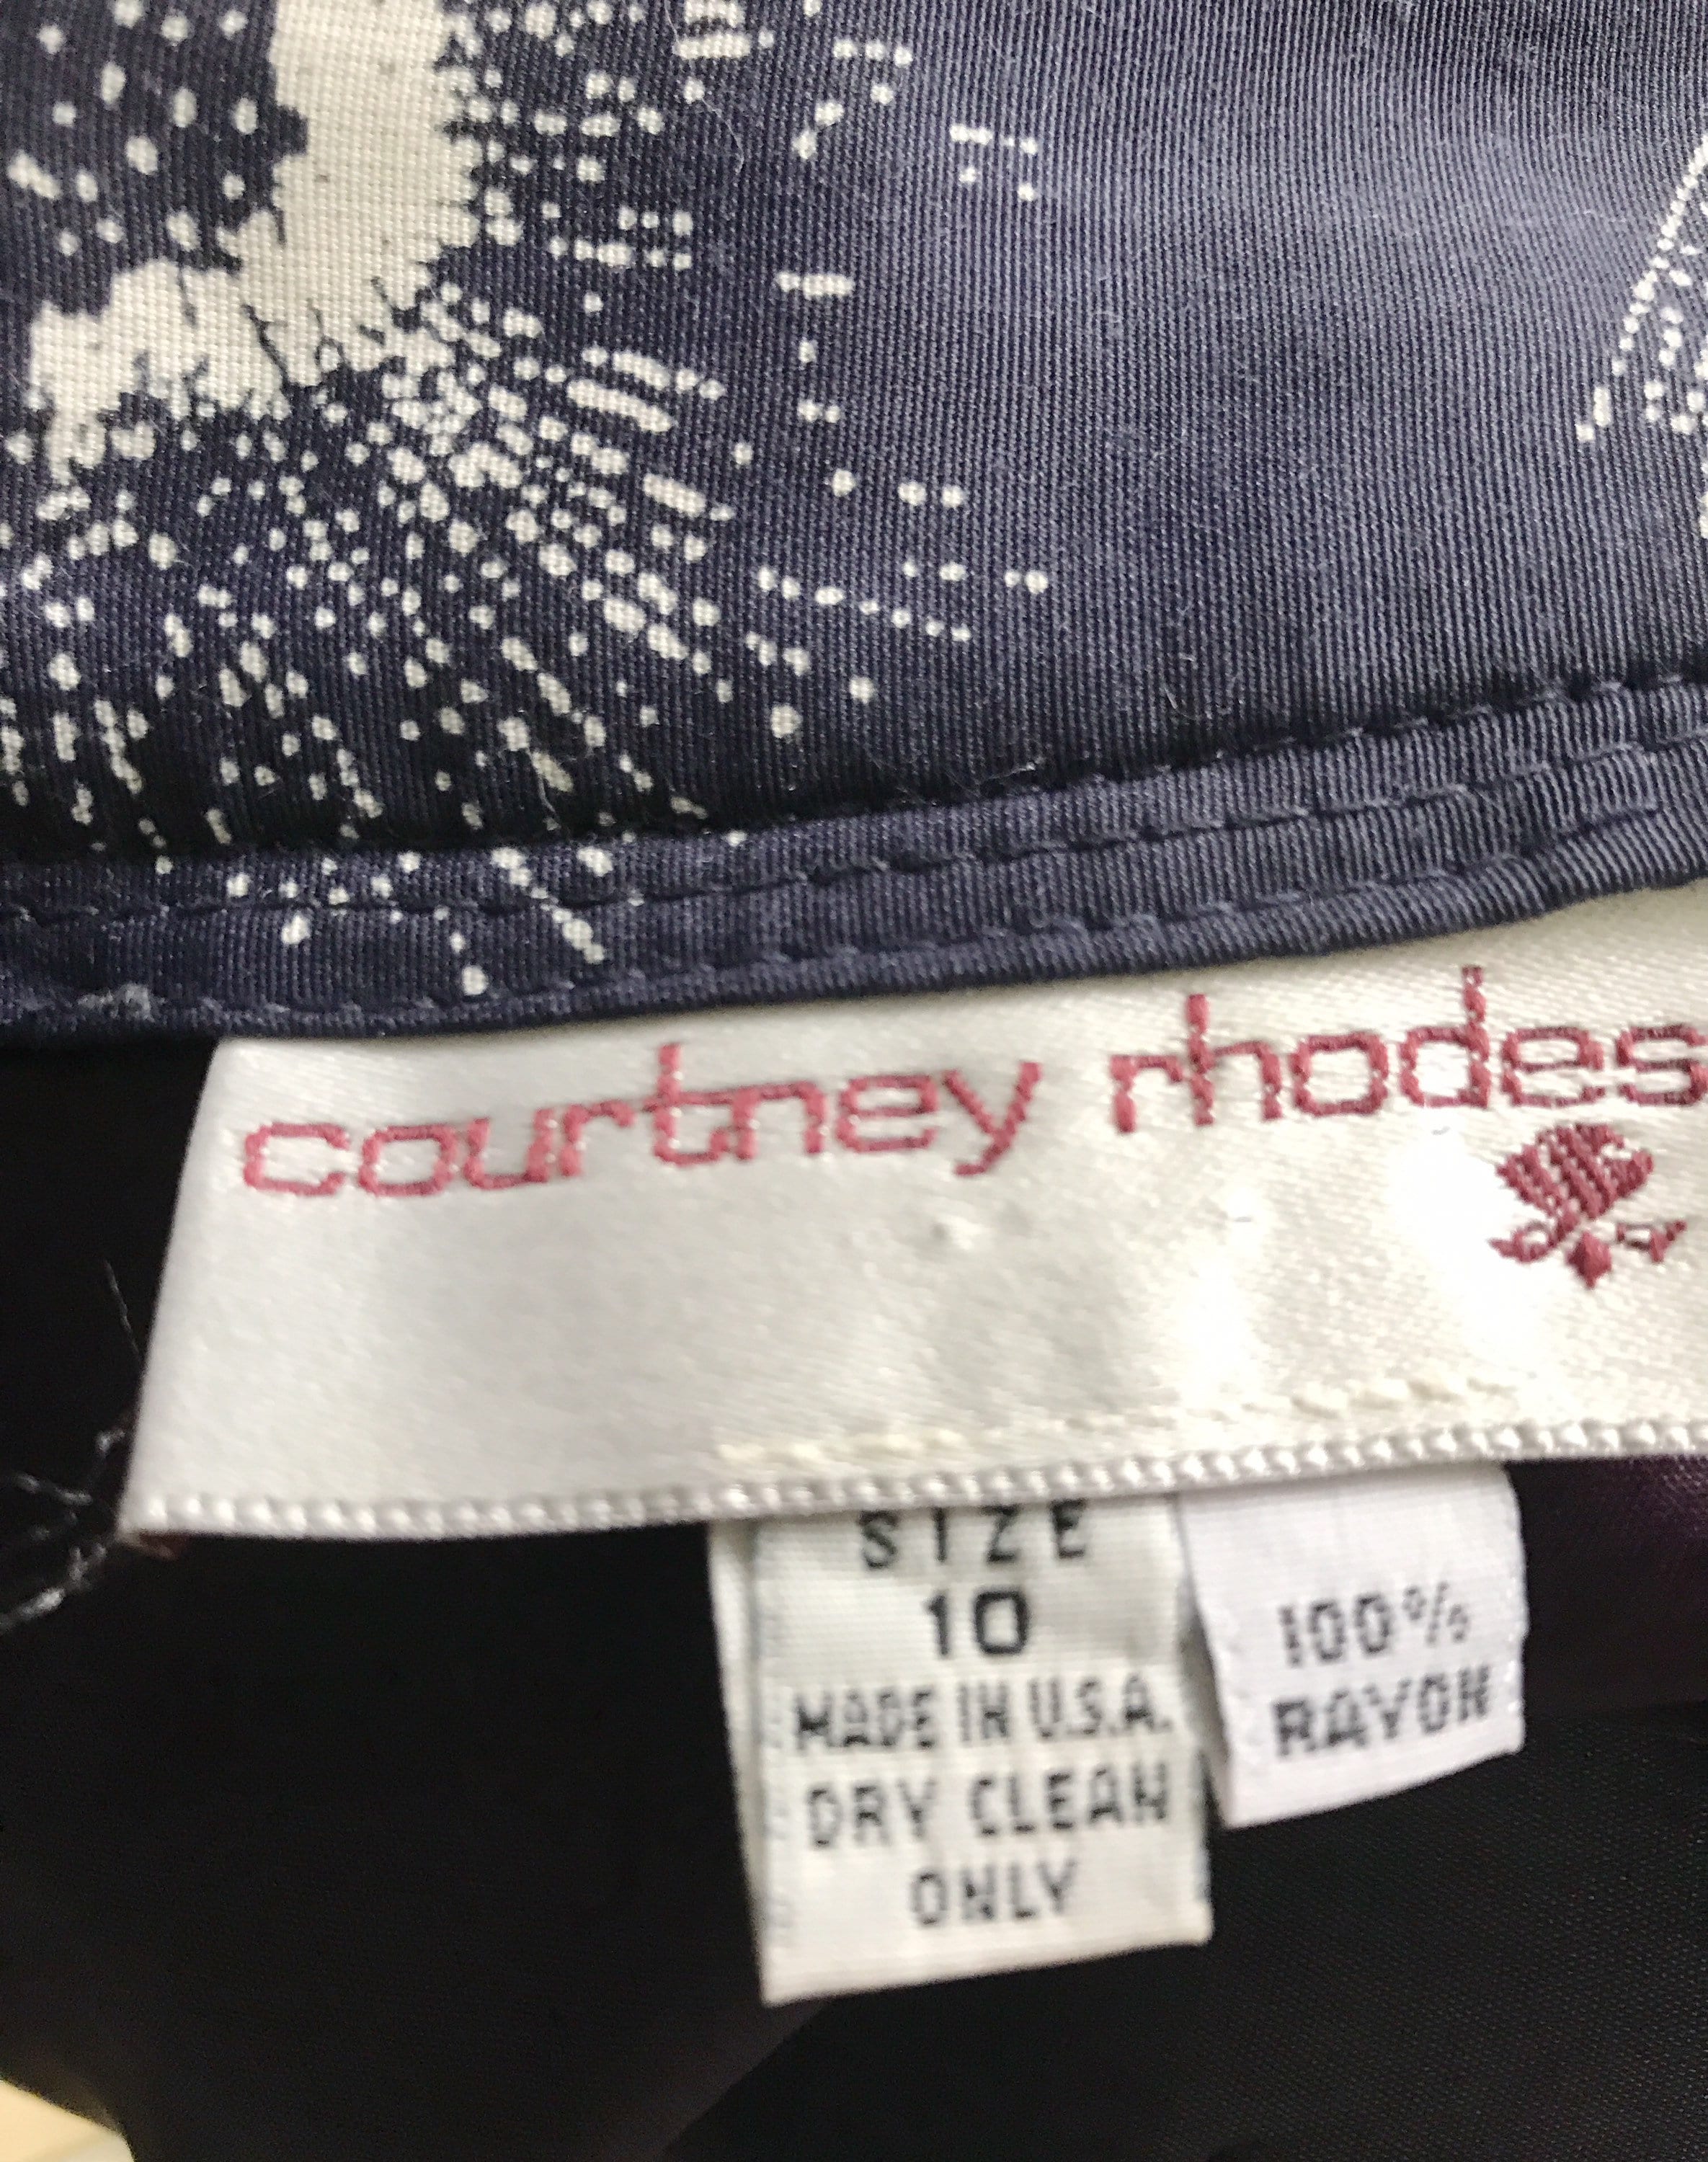 courtney rhodes
SIZE
10
MADE IN U.S.A.
DRY CLEAN
ONLY
100%
RAYON